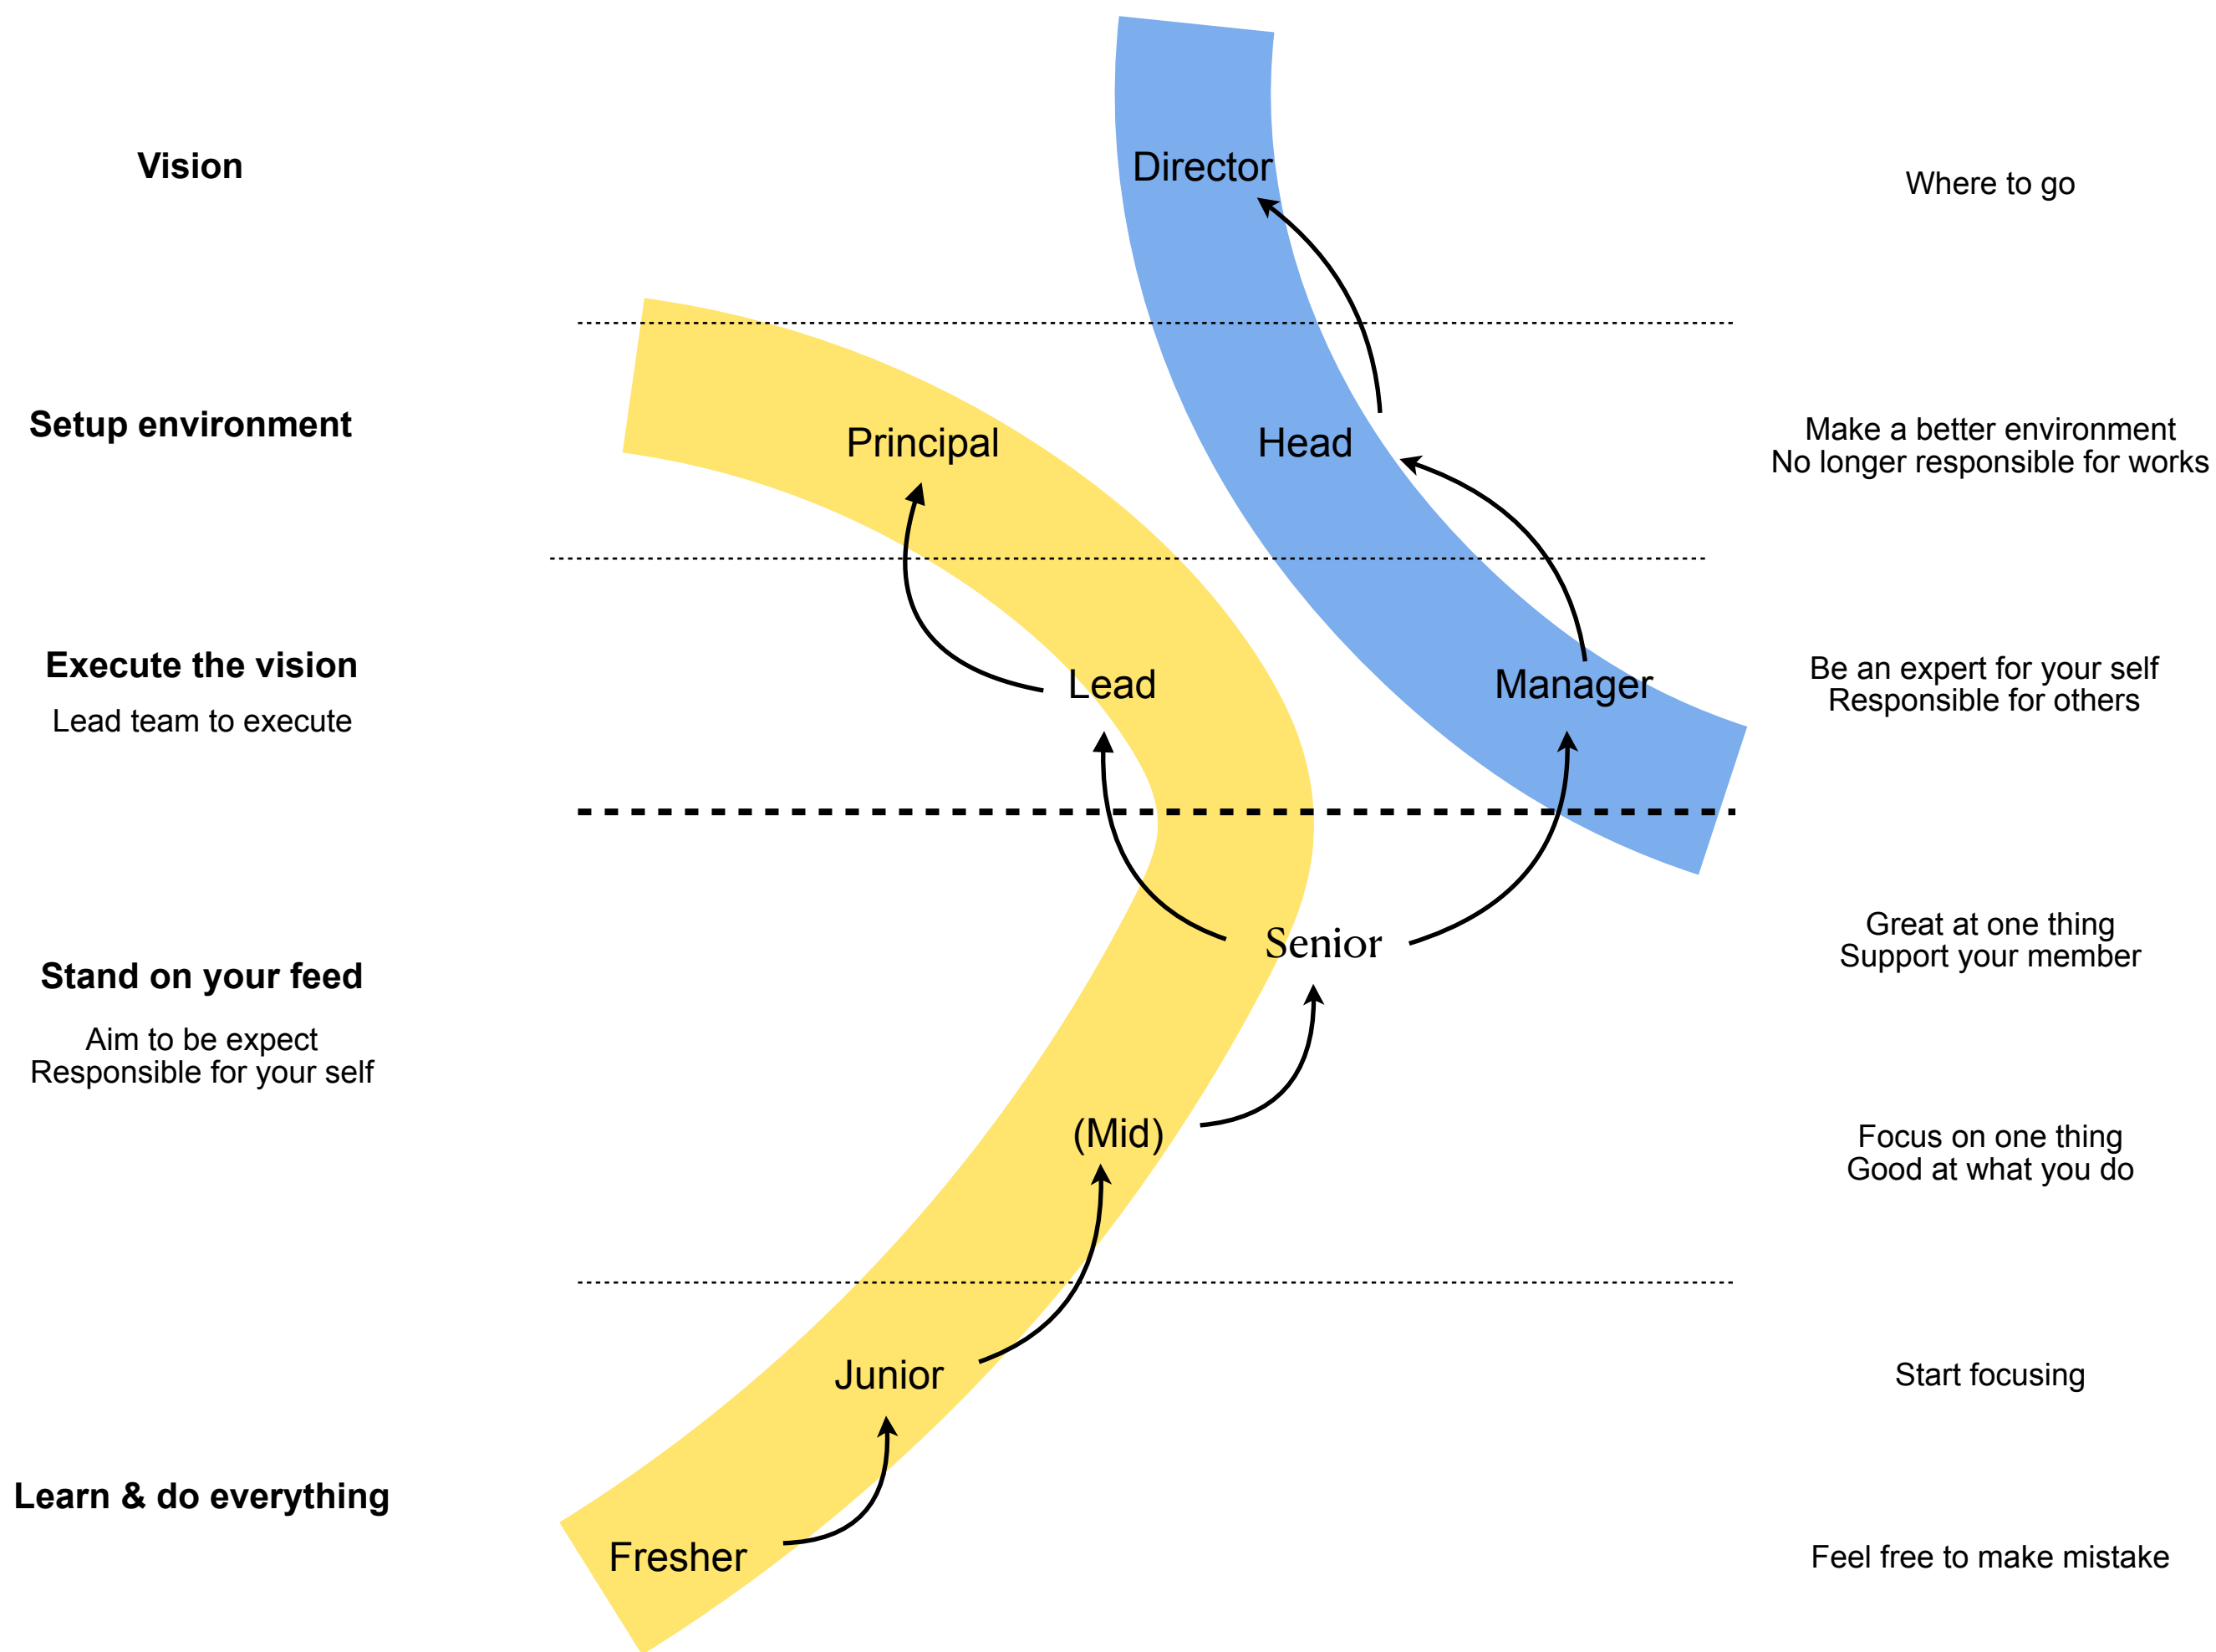 Vision
Director
Where to go
Setup environment
Principal
Head
Make a better environment
No longer responsible for works
Execute the vision
Lead team to execute
Lead
Manager
Be an expert for your self
Responsible for others
Stand on your feed
Aim to be expect
Responsible for your self
Senior
Great at one thing
Support your member
(Mid)
Focus on one thing
Good at what you do
Junior
Start focusing
Learn & do everything
Fresher
Feel free to make mistake